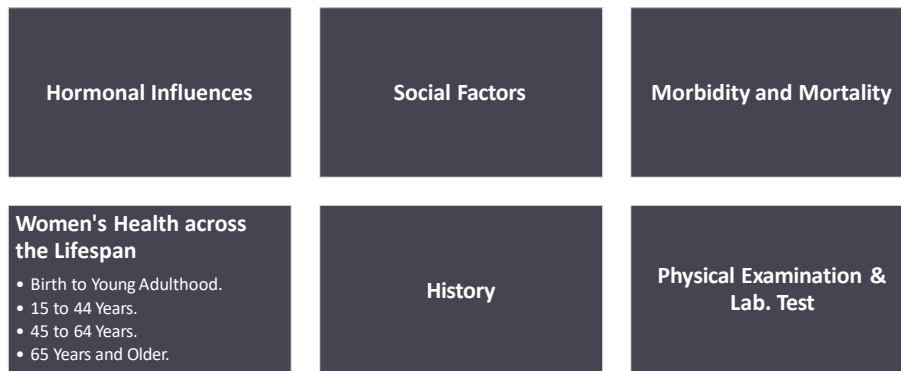 Hormonal Influences
Social Factors
Morbidity and Mortality
Women's Health across
the Lifespan
• Birth to Young Adulthood.
• 15 to 44 Years.
• 45 to 64 Years.
• 65 Years and Older.
History
Physical Examination &
Lab. Test